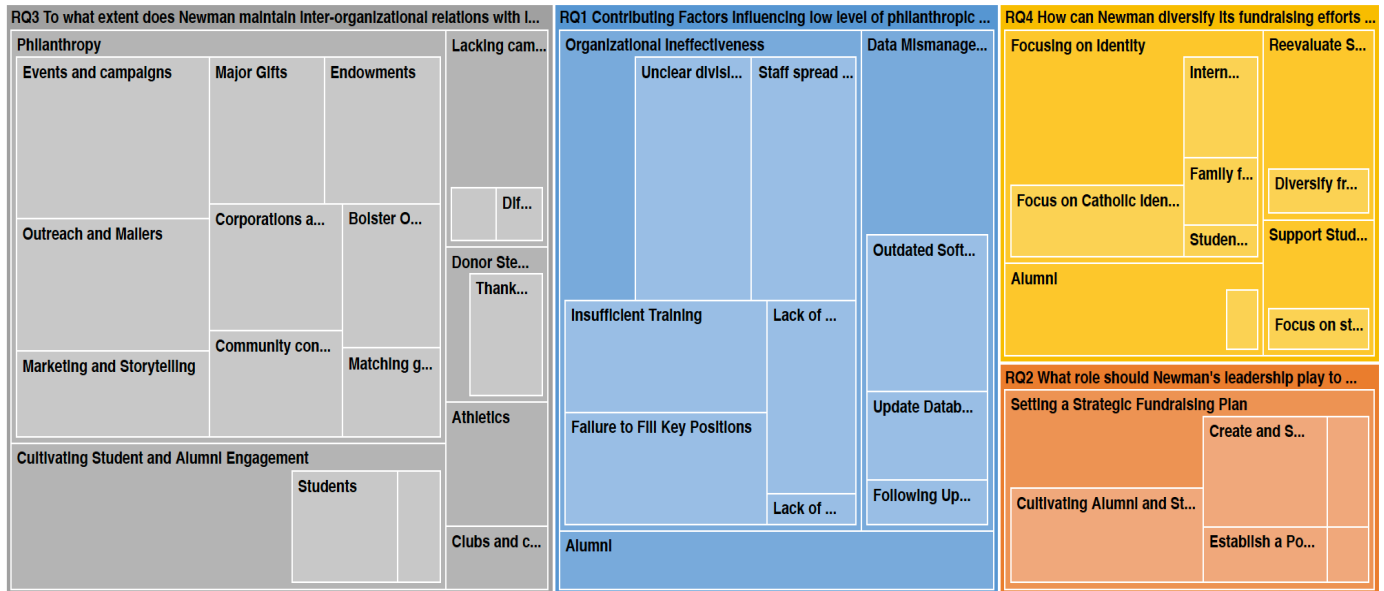 RQ3 To what extent does Newman maintain inter-organizational relations with i...
Philanthropy
Events and campaigns
Major Gifts
Endowments
Outreach and Mailers
Corporations a...
Bolster O...
Marketing and Storytelling
Community con...
Matching g...
Cultivating Student and Alumni Engagement
Students
Lacking cam...
Dif...
Donor Ste...
Thank...
Athletics
Clubs and c...
RQ1 Contributing Factors influencing low level of philanthropic ...
Organizational Ineffectiveness
Unclear divisi...
Staff spread ...
Insufficient Training
Lack of ...
Failure to Fill Key Positions
Lack of ...
Data Mismanage...
Outdated Soft...
Update Datab...
Following Up...
Alumni
RQ4 How can Newman diversify its fundraising efforts ...
Focusing on Identity
Intern...
Family f...
Focus on Catholic Iden...
Studen...
Alumni
Reevaluate S...
Diversify fr...
Support Stud...
Focus on st...
RQ2 What role should Newman's leadership play to ...
Setting a Strategic Fundraising Plan
Create and S...
Cultivating Alumni and St...
Establish a Po...